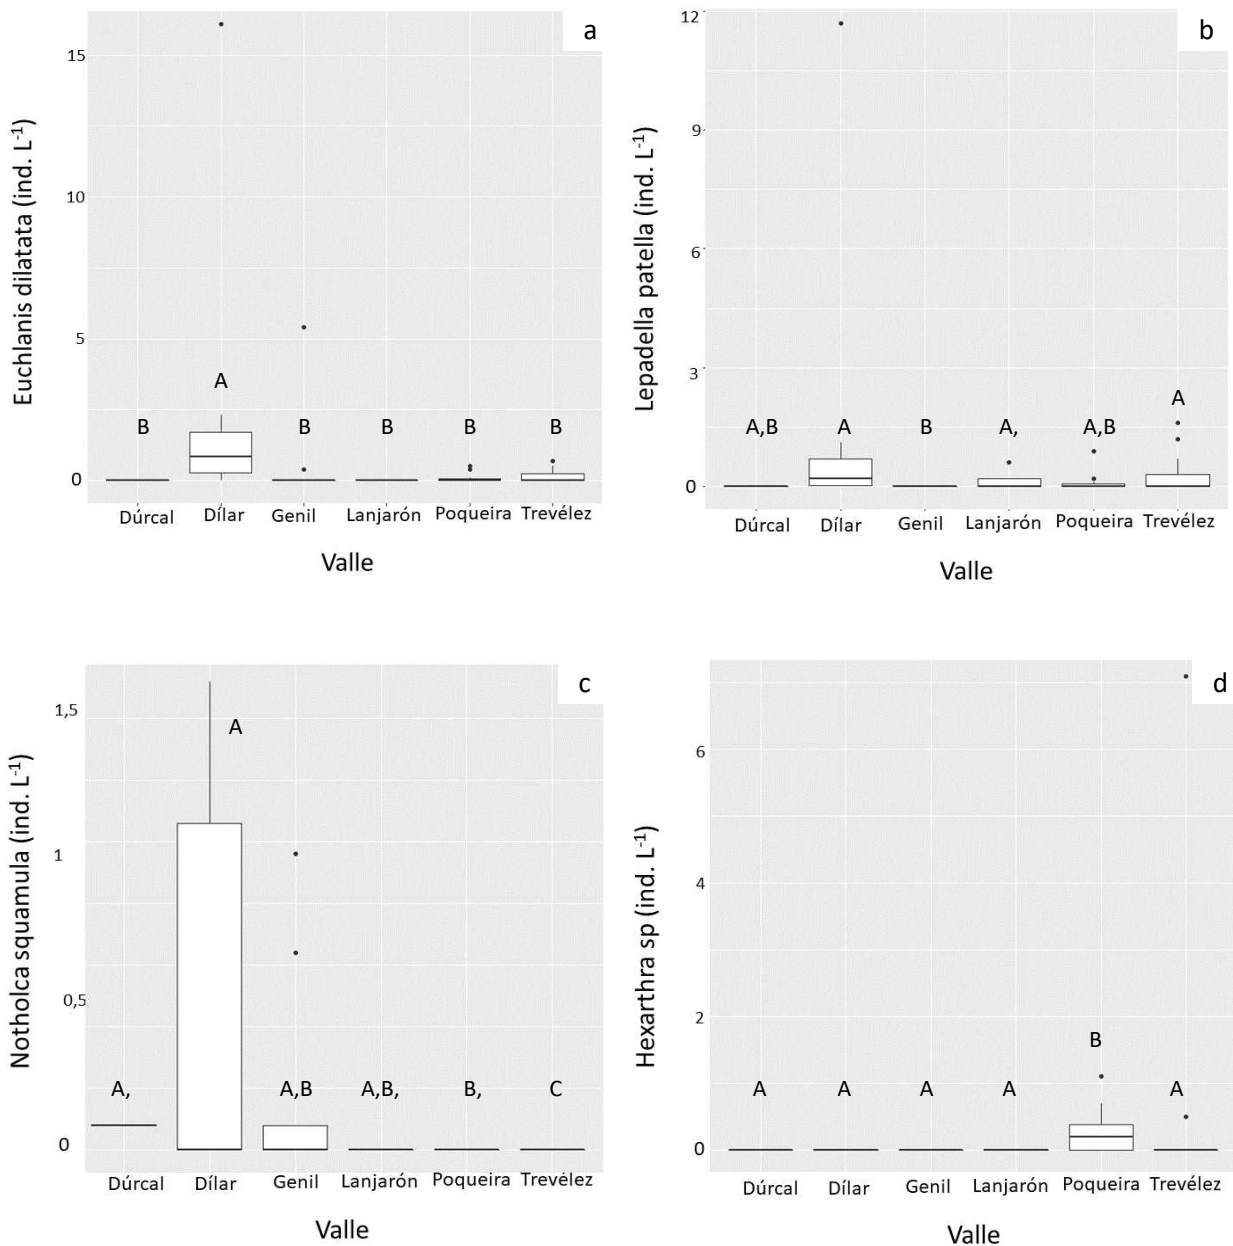 a
Euchlanis dilatata (ind. L-1)
15
10
5
0
B
A
B
B
B
B
Dúrcal Dílar Genil Lanjarón Poqueira Trevélez
Valle
b
Lepadella patella (ind. L-1)
12
9
6
3
0
A,B
A
B
A,
A,B
A
Dúrcal Dílar Genil Lanjarón Poqueira Trevélez
Valle
c
Notholca squamula (ind. L-1)
1,5
1
0,5
0
A,
A
A,B
A,B,
B,
C
Dúrcal Dílar Genil Lanjarón Poqueira Trevélez
Valle
d
Hexarthra sp (ind. L-1)
6
4
2
0
A
A
A
A
B
A
Dúrcal Dílar Genil Lanjarón Poqueira Trevélez
Valle